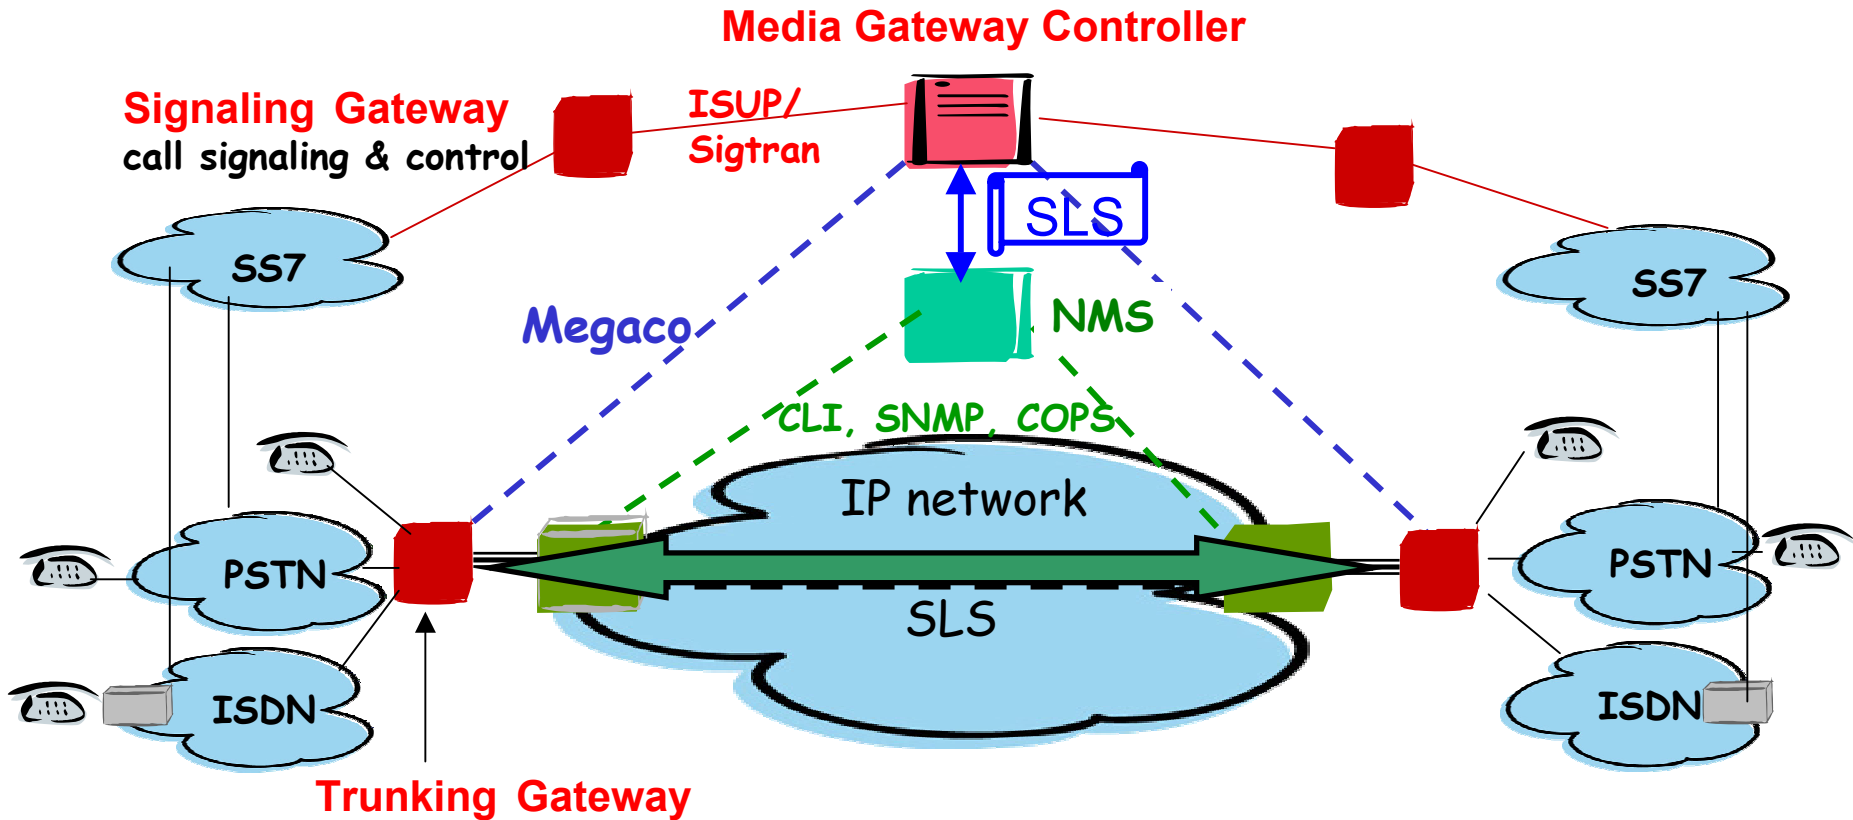 Media Gateway Controller
Signaling Gateway
call signaling & control
ISUP/
Sigtran
SLS
SS7
SS7
Megaco
NMS
CLI, SNMP, COPS
IP network
PSTN
PSTN
SLS
ISDN
ISDN
Trunking Gateway